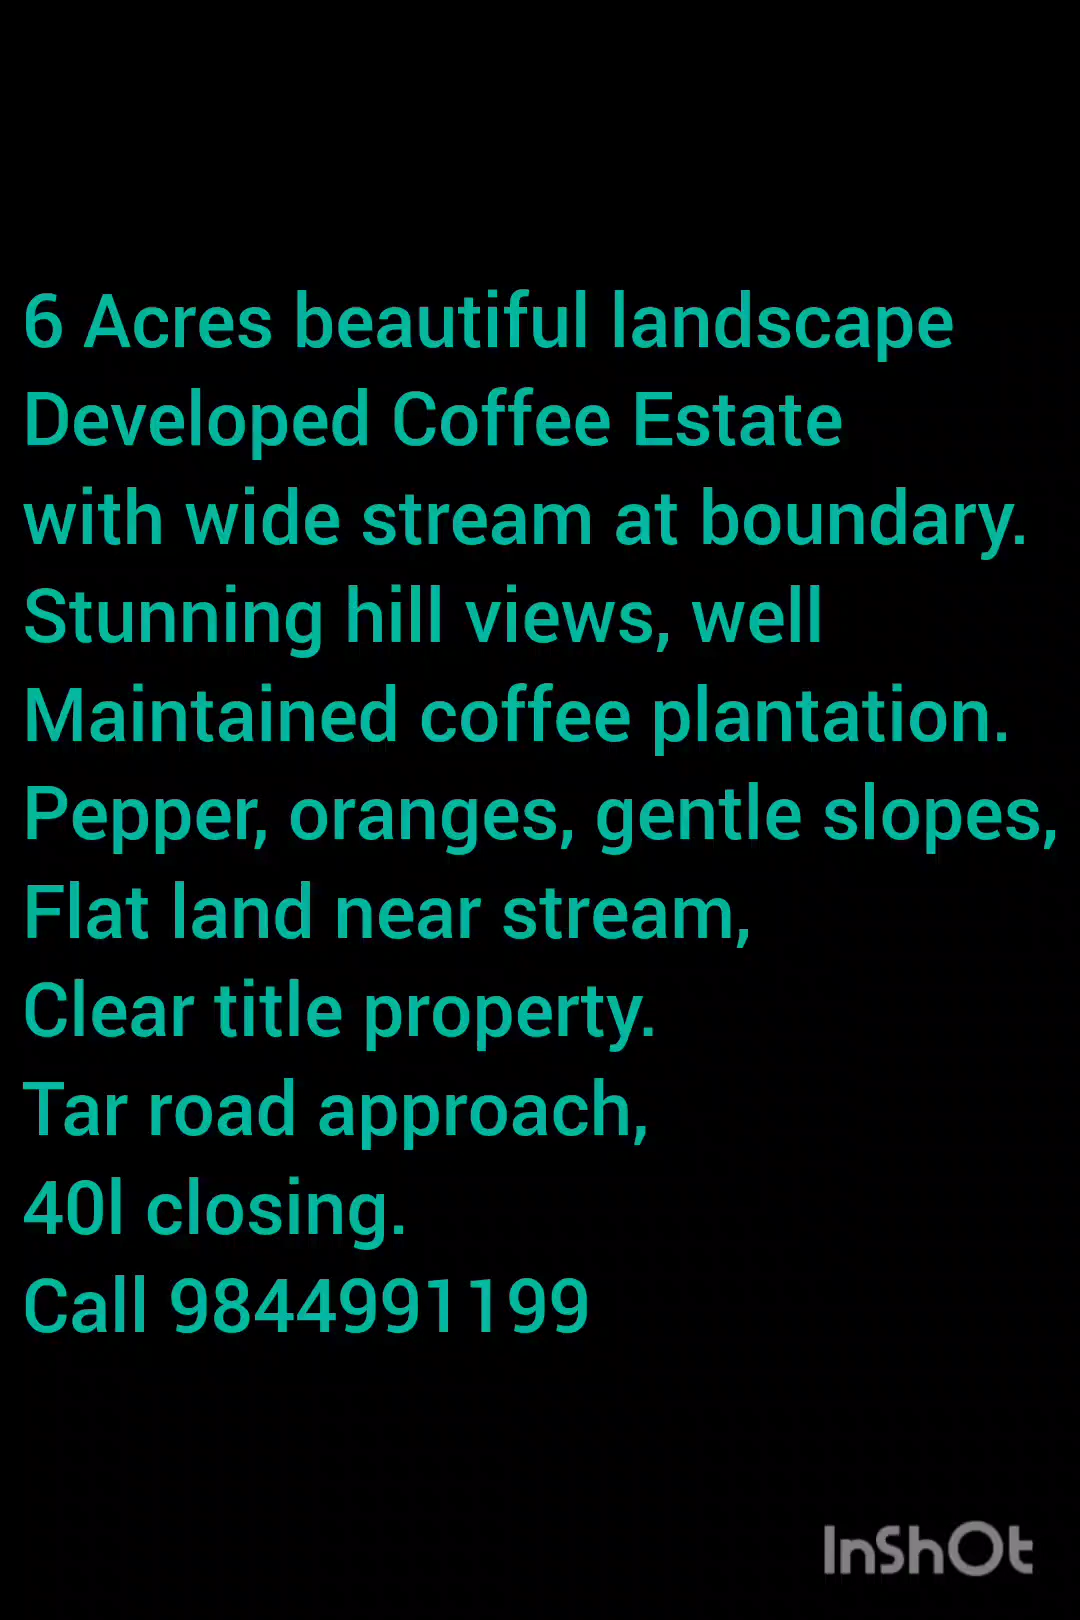 6 Acres beautiful landscape
Developed Coffee Estate
with wide stream at boundary.
Stunning hill views, well
Maintained coffee plantation.
Pepper, oranges, gentle slopes,
Flat land near stream,
Clear title property.
Tar road approach,
40l closing.
Call 9844991199
InShOt